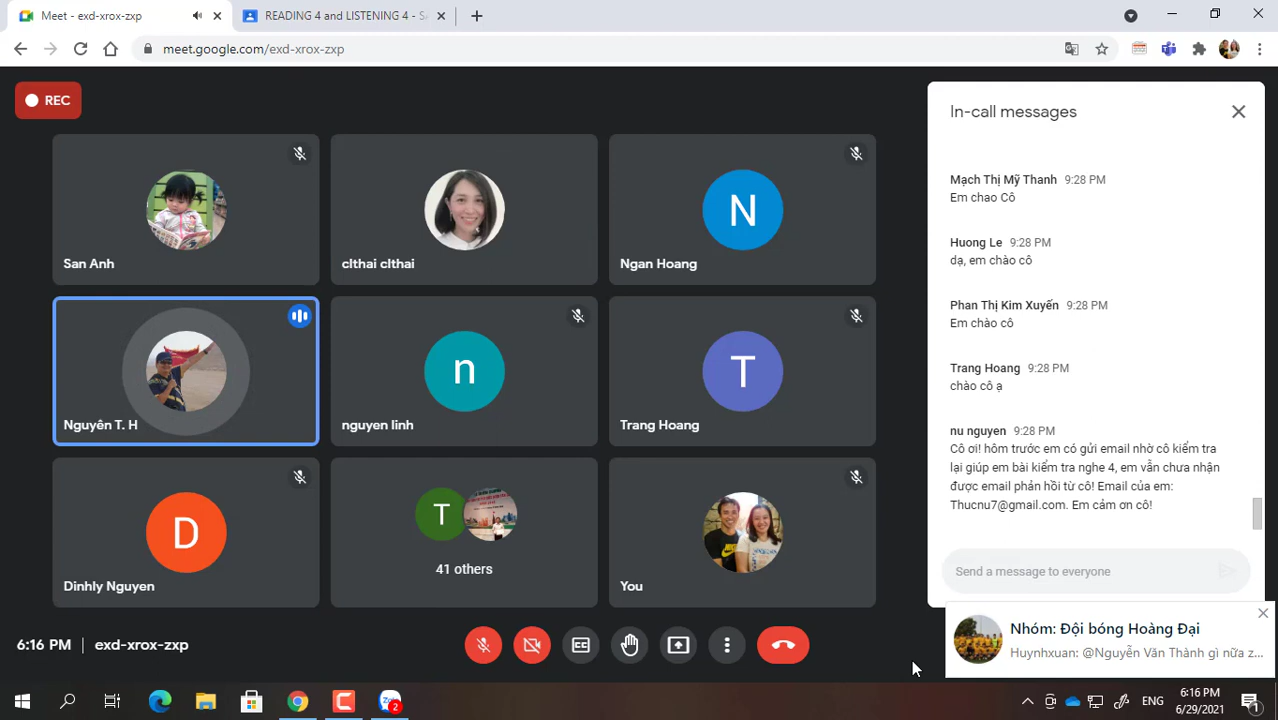 Meet - exd-xrox-zxp
READING 4 and LISTENING 4 - S
meet.google.com/exd-xrox-zxp
REC
In-call messages
San Anh
clthai clthai
N
Ngan Hoang
Nguyên T. H
n
nguyen linh
T
Trang Hoang
D
Dinhly Nguyen
T
41 others
You
Mạch Thị Mỹ Thanh 9:28 PM
Em chao Cô
Huong Le 9:28 PM
dạ, em chào cô
Phan Thị Kim Xuyến 9:28 PM
Em chào cô
Trang Hoang 9:28 PM
chào cô ạ
nu nguyen 9:28 PM
Cô ơi! hôm trước em có gửi email nhờ cô kiểm tra
lại giúp em bài kiểm tra nghe 4, em vẫn chưa nhận
được email phản hồi từ cô! Email của em:
Thucnu7@gmail.com. Em cảm ơn cô!
Send a message to everyone
Nhóm: Đội bóng Hoàng Đại
Huynhxuan: @Nguyễn Văn Thành gì nữa z...
6:16 PM | exd-xrox-zxp
Zalo
2
ENG
6:16 PM
6/29/2021
1